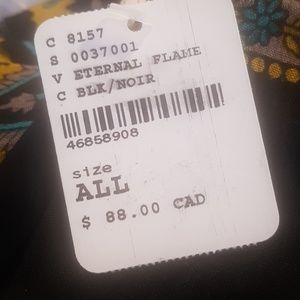 C 8157
S 0037001
V ETERNAL FLAME
C BLK/NOIR
46858908
size
ALL
$ 88.00 CAD